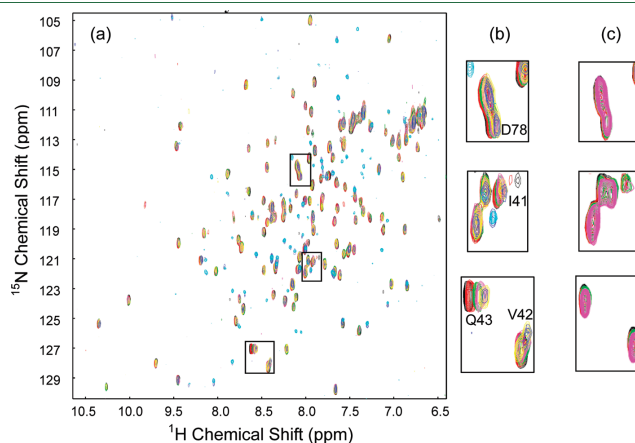 (a)
(b)
(c)
105
107
109
111
113
115
117
119
121
123
125
127
129
15N Chemical Shift (ppm)
10.5 10.0 9.5 9.0 8.5 8.0 7.5 7.0 6.5
1H Chemical Shift (ppm)
D78
I41
Q43
V42